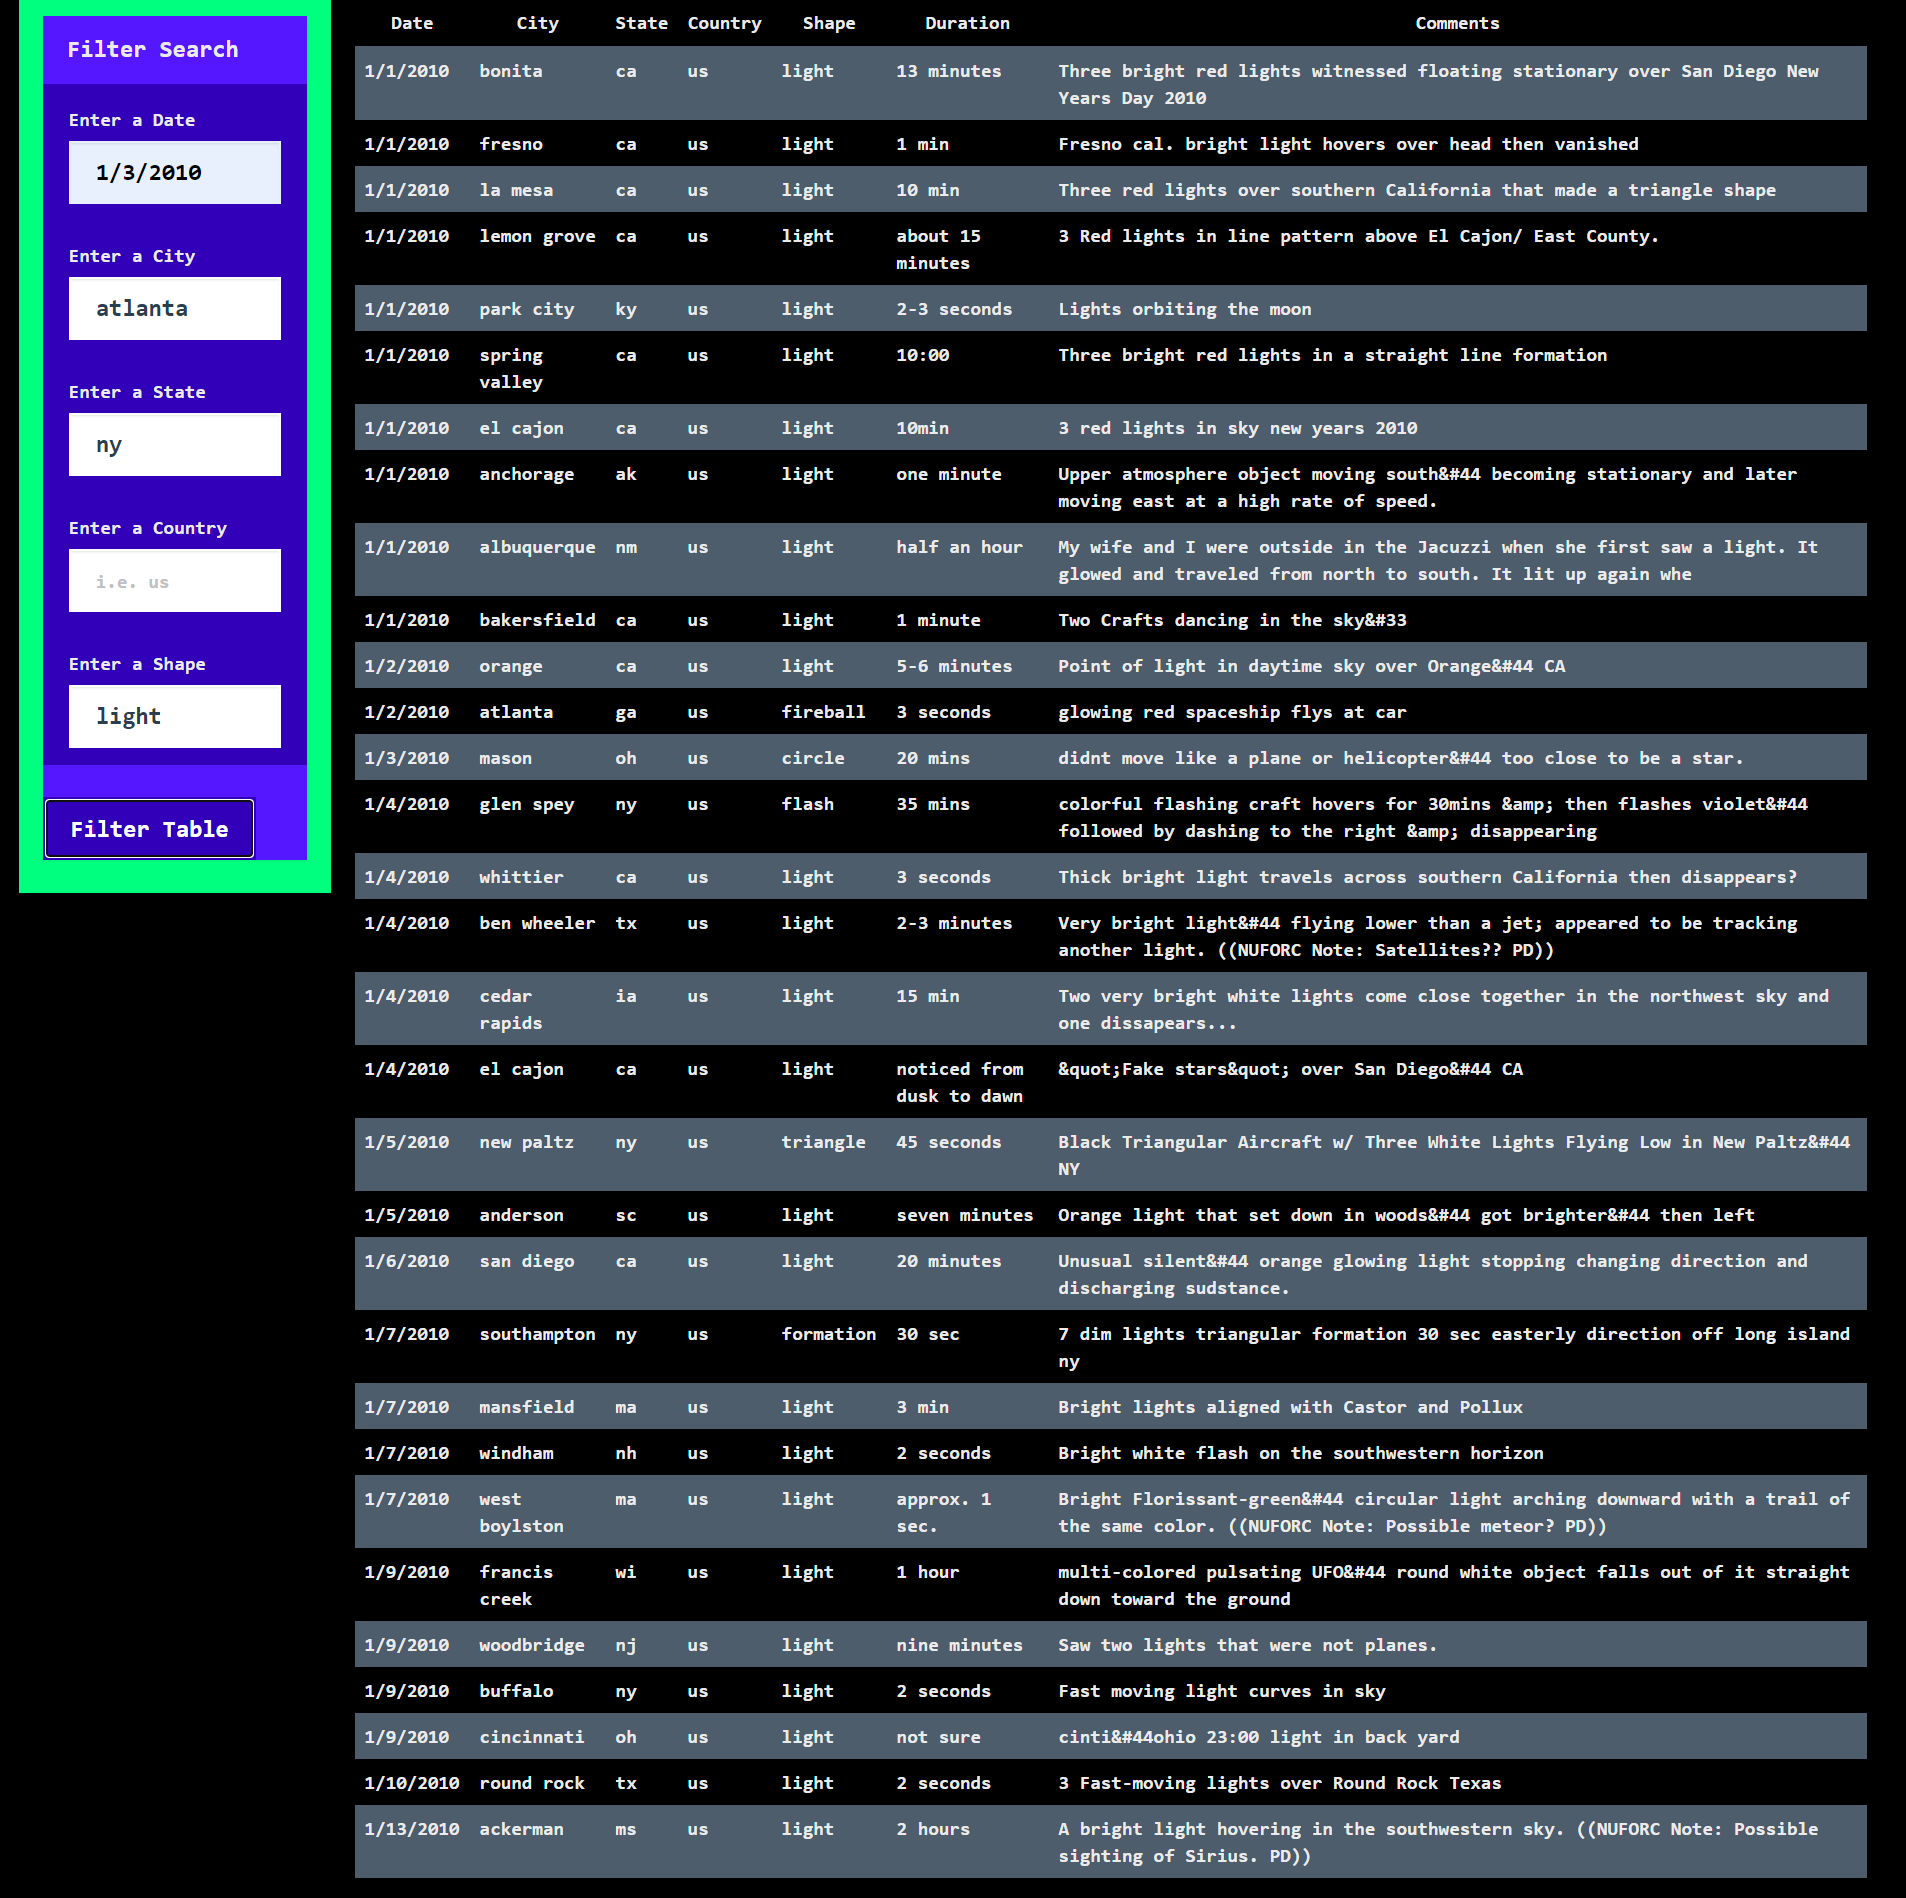 Filter Search
Enter a Date
1/3/2010
Enter a City
atlanta
Enter a State
ny
Enter a Country
i.e. us
Enter a Shape
light
Filter Table
Date City State Country Shape Duration Comments
1/1/2010 bonita ca us light 13 minutes Three bright red lights witnessed floating stationary over San Diego New
Years Day 2010
1/1/2010 fresno ca us light 1 min Fresno cal. bright light hovers over head then vanished
1/1/2010 la mesa ca us light 10 min Three red lights over southern California that made a triangle shape
1/1/2010 lemon grove ca us light about 15 3 Red lights in line pattern above El Cajon/ East County.
minutes
1/1/2010 park city ky us light 2-3 seconds Lights orbiting the moon
1/1/2010 spring ca us light 10:00 Three bright red lights in a straight line formation
valley
1/1/2010 el cajon ca us light 10min 3 red lights in sky new years 2010
1/1/2010 anchorage ak us light one minute Upper atmosphere object moving south&#44 becoming stationary and later
moving east at a high rate of speed.
1/1/2010 albuquerque nm us light half an hour My wife and I were outside in the Jacuzzi when she first saw a light. It
glowed and traveled from north to south. It lit up again whe
1/1/2010 bakersfield ca us light 1 minute Two Crafts dancing in the sky&#33
1/2/2010 orange ca us light 5-6 minutes Point of light in daytime sky over Orange&#44 CA
1/2/2010 atlanta ga us fireball 3 seconds glowing red spaceship flys at car
1/3/2010 mason oh us circle 20 mins didnt move like a plane or helicopter&#44 too close to be a star.
1/4/2010 glen spey ny us flash 35 mins colorful flashing craft hovers for 30mins &amp; then flashes violet&#44
followed by dashing to the right &amp; disappearing
1/4/2010 whittier ca us light 3 seconds Thick bright light travels across southern California then disappears?
1/4/2010 ben wheeler tx us light 2-3 minutes Very bright light&#44 flying lower than a jet; appeared to be tracking
another light. ((NUFORC Note: Satellites?? PD))
1/4/2010 cedar ia us light 15 min Two very bright white lights come close together in the northwest sky and
rapids one dissapears...
1/4/2010 el cajon ca us light noticed from &quot;Fake stars&quot; over San Diego&#44 CA
dusk to dawn
1/5/2010 new paltz ny us triangle 45 seconds Black Triangular Aircraft w/ Three White Lights Flying Low in New Paltz&#44
NY
1/5/2010 anderson sc us light seven minutes Orange light that set down in woods&#44 got brighter&#44 then left
1/6/2010 san diego ca us light 20 minutes Unusual silent&#44 orange glowing light stopping changing direction and
discharging sudstance.
1/7/2010 southampton ny us formation 30 sec 7 dim lights triangular formation 30 sec easterly direction off long island
ny
1/7/2010 mansfield ma us light 3 min Bright lights aligned with Castor and Pollux
1/7/2010 windham nh us light 2 seconds Bright white flash on the southwestern horizon
1/7/2010 west ma us light approx. 1 Bright Florissant-green&#44 circular light arching downward with a trail of
boylston sec. the same color. ((NUFORC Note: Possible meteor? PD))
1/9/2010 francis wi us light 1 hour multi-colored pulsating UFO&#44 round white object falls out of it straight
creek down toward the ground
1/9/2010 woodbridge nj us light nine minutes Saw two lights that were not planes.
1/9/2010 buffalo ny us light 2 seconds Fast moving light curves in sky
1/9/2010 cincinnati oh us light not sure cinti&#44ohio 23:00 light in back yard
1/10/2010 round rock tx us light 2 seconds 3 Fast-moving lights over Round Rock Texas
1/13/2010 ackerman ms us light 2 hours A bright light hovering in the southwestern sky. ((NUFORC Note: Possible
sighting of Sirius. PD))